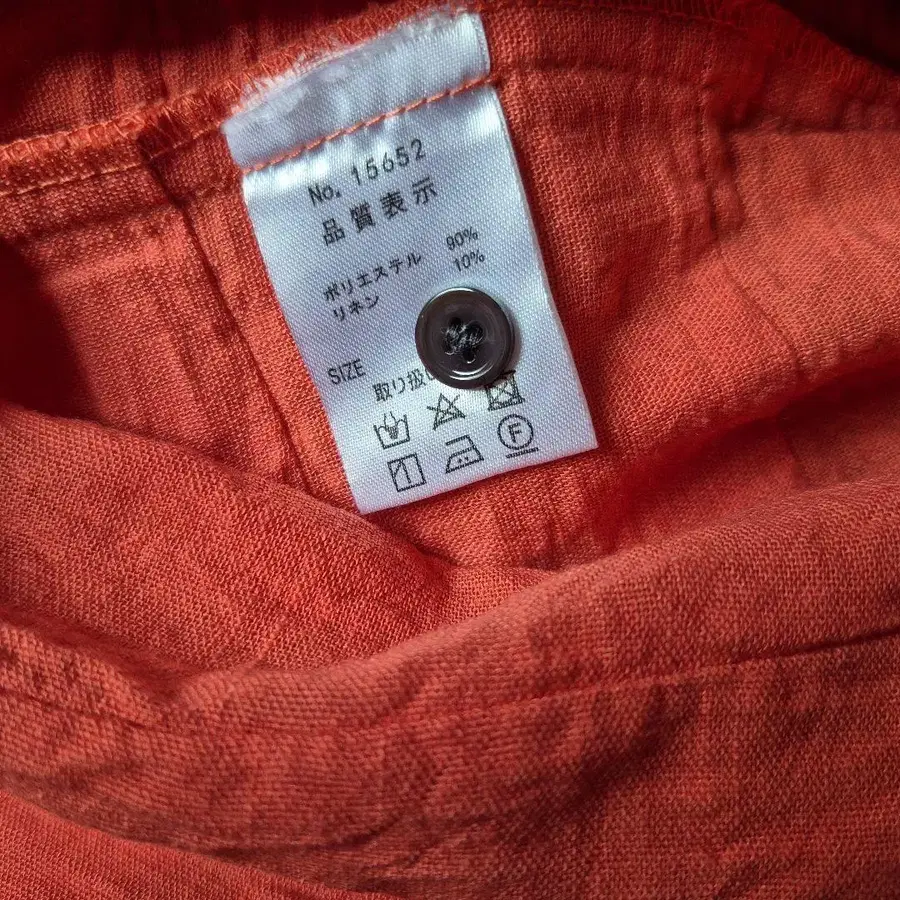 No. 15652
品質表示
ポリエステル 90%
リネン 10%
SIZE
取り扱い
F